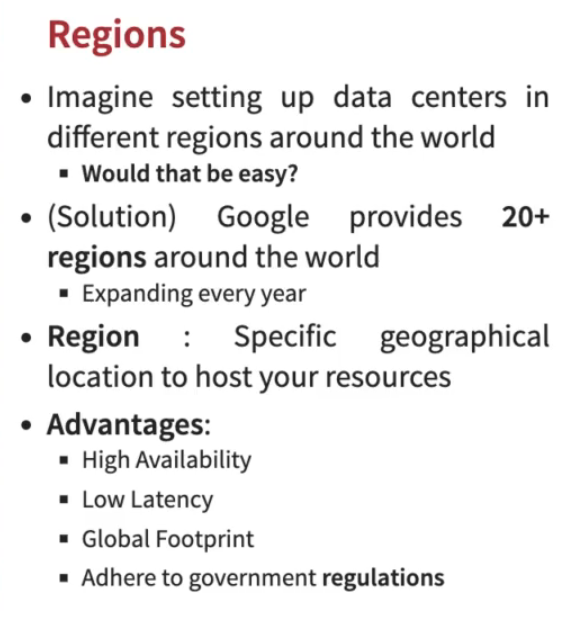 Regions
• Imagine setting up data centers in
different regions around the world
▪ Would that be easy?
• (Solution) Google provides 20+
regions around the world
▪ Expanding every year
• Region : Specific geographical
location to host your resources
• Advantages:
▪ High Availability
▪ Low Latency
▪ Global Footprint
▪ Adhere to government regulations